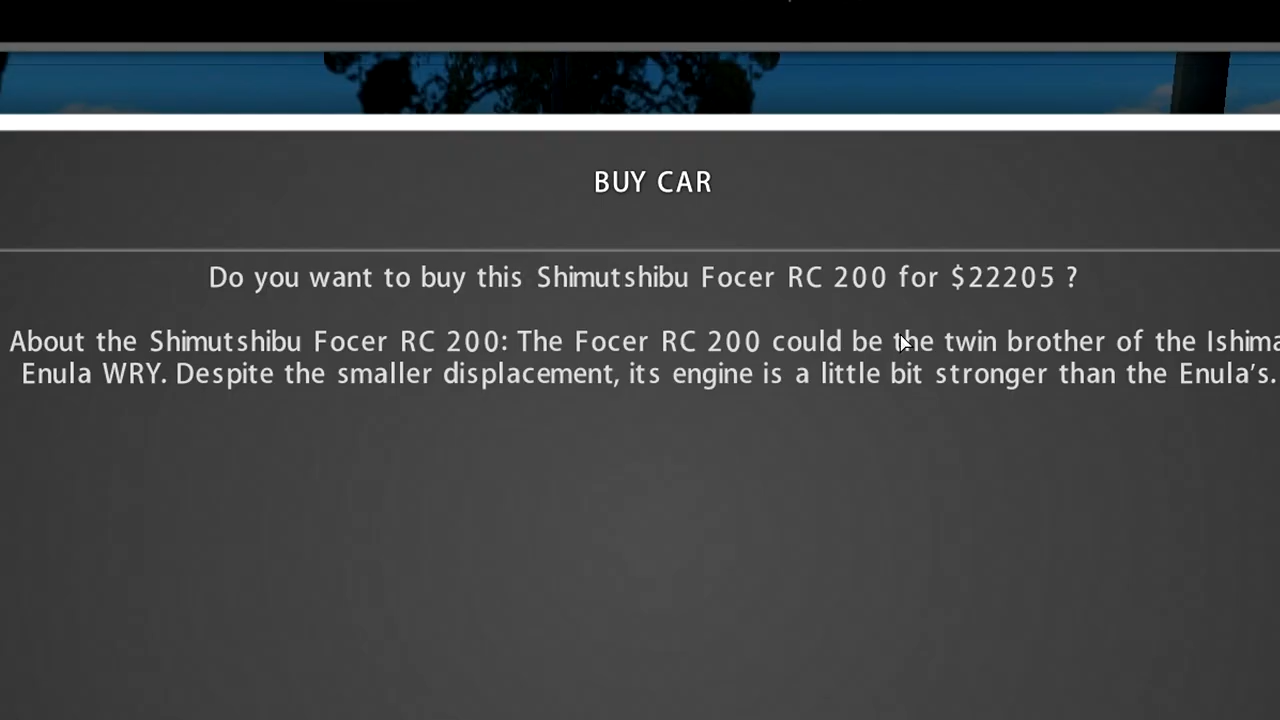 BUY CAR
Do you want to buy this Shimutshibu Focer RC 200 for $22205 ?
About the Shimutshibu Focer RC 200: The Focer RC 200 could be the twin brother of the
Enula WRY. Despite the smaller displacement, its engine is a little bit stronger than the Enula's.